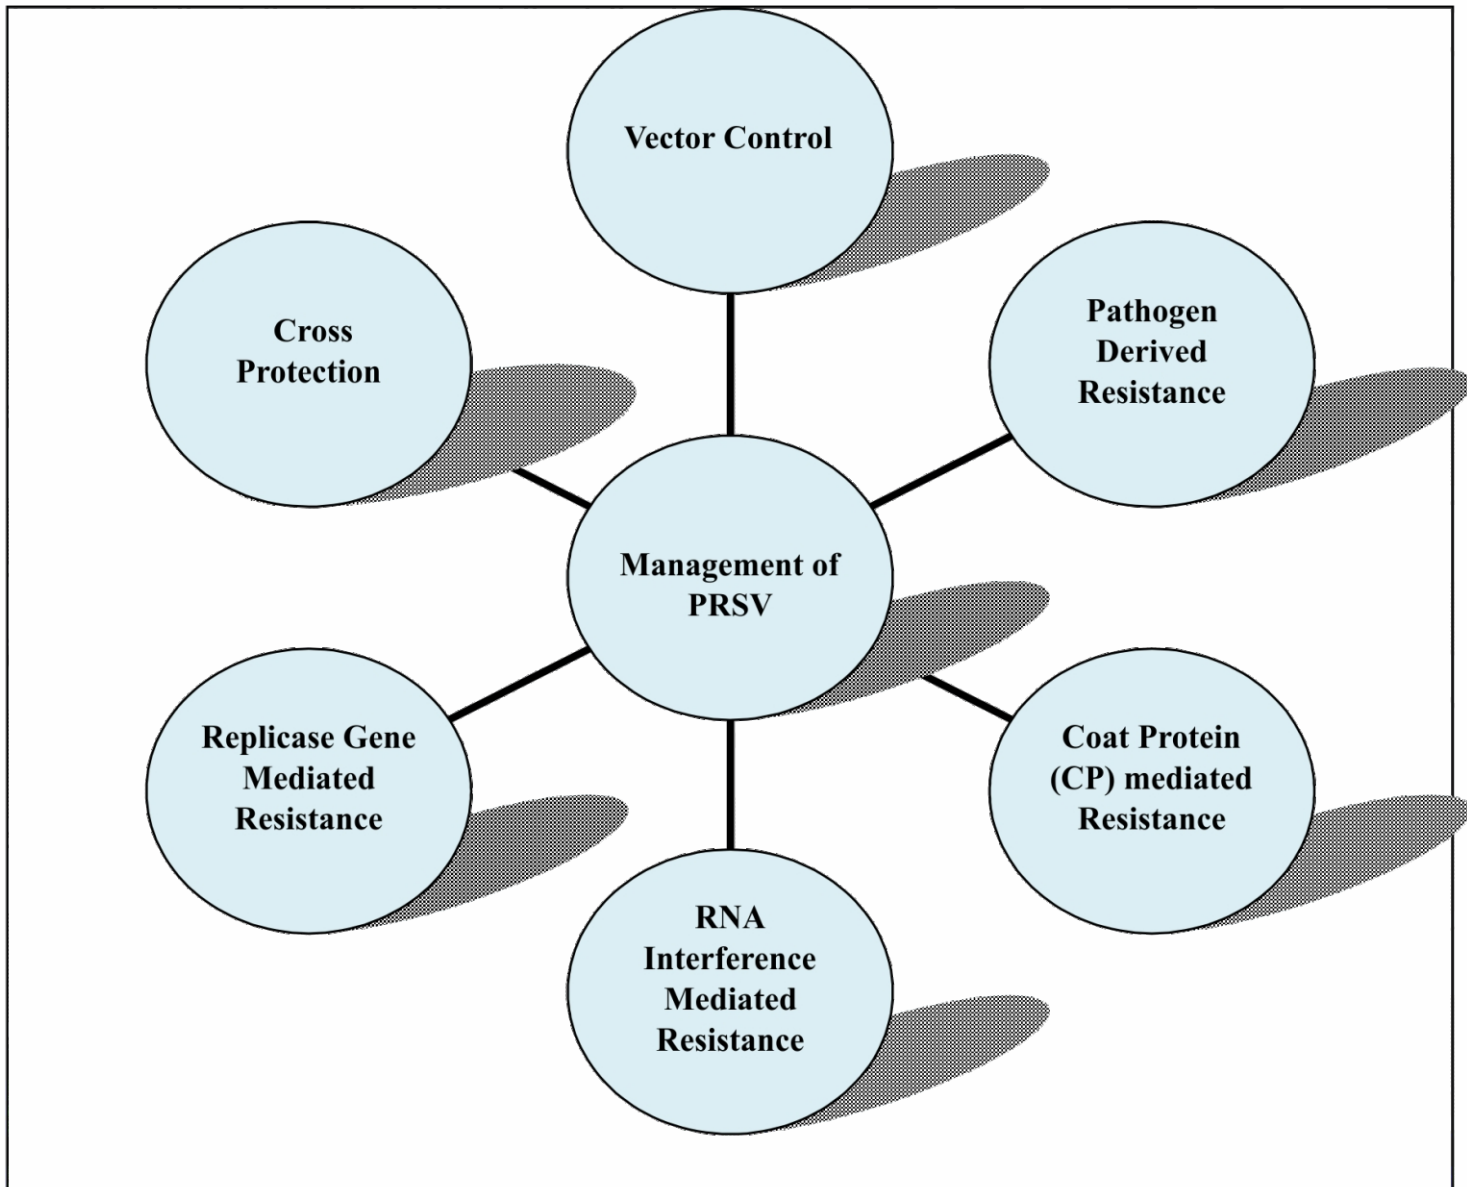 Vector Control
Cross
Protection
Pathogen
Derived
Resistance
Management of
PRSV
Replicase Gene
Mediated
Resistance
Coat Protein
(CP) mediated
Resistance
RNA
Interference
Mediated
Resistance